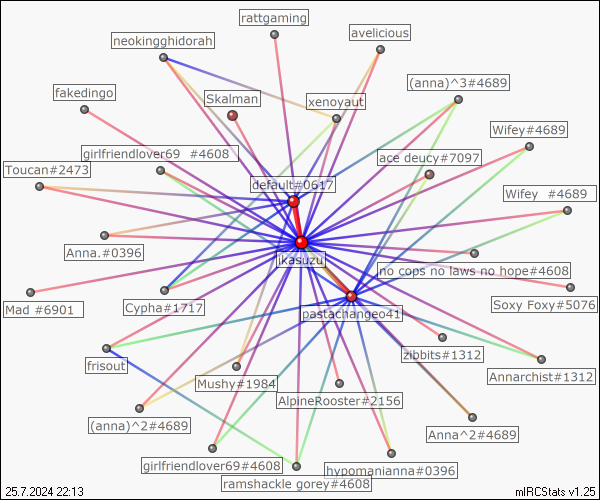 rattgaming
avelicious
neokingghidorah
(anna)^3#4689
fakedingo
Skalman
xenoyaut
Wifey#4689
girlfriendlover69  #4608
ace deucy#7097
Toucan#2473
default#0617
Wifey  #4689
Anna.#0396
jkasuzu
no cops no laws no hope#4608
Mad #6901
Cypha#1717
Soxy Foxy#5076
pastachangeo41
zibbits#1312
frisout
Annarchist#1312
Mushy#1984
AlpineRooster#2156
(anna)^2#4689
Anna^2#4689
girlfriendlover69#4608
hypomanianna#0396
ramshackle gorey#4608
25.7.2024 22:13
mIRCStats v1.25